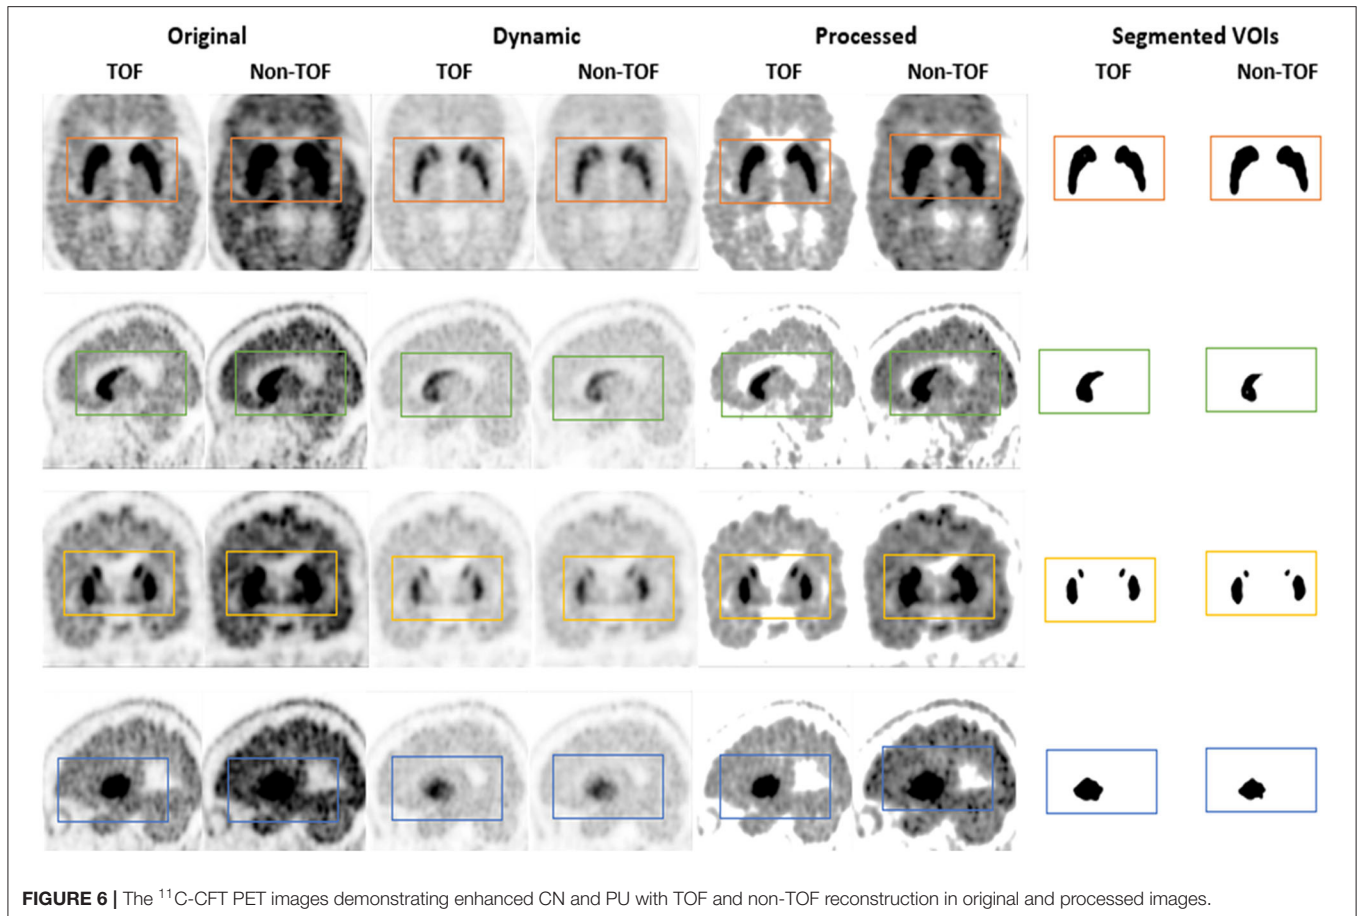 Original Dynamic Processed Segmented VOIs
TOF Non-TOF TOF Non-TOF TOF Non-TOF TOF Non-TOF
FIGURE 6 | The ¹¹C-CFT PET images demonstrating enhanced CN and PU with TOF and non-TOF reconstruction in original and processed images.